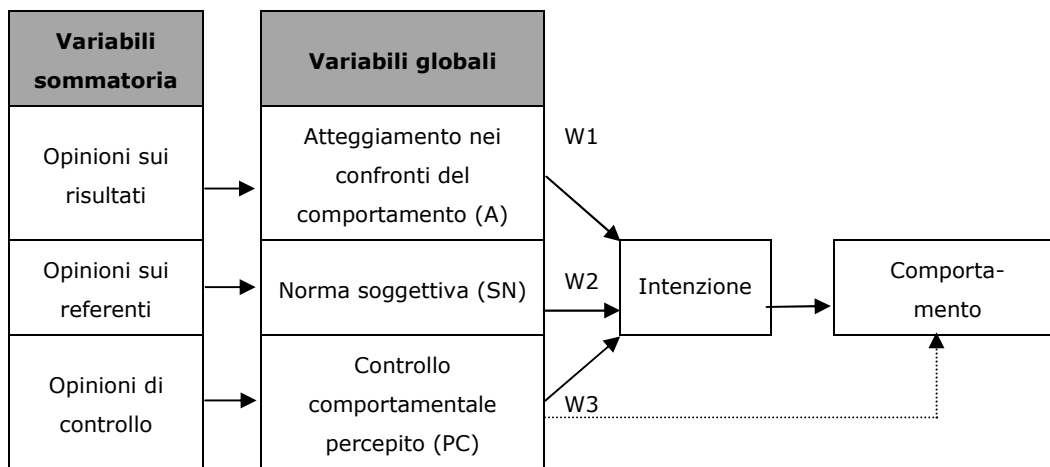 Variabili
sommatoria
Variabili globali
Opinioni sui
risultati
Atteggiamento nei
confronti del
comportamento (A)
W1
Opinioni sui
referenti
Norma soggettiva (SN)
W2
Intenzione
Comporta-
mento
Opinioni di
controllo
Controllo
comportamentale
percepito (PC)
W3